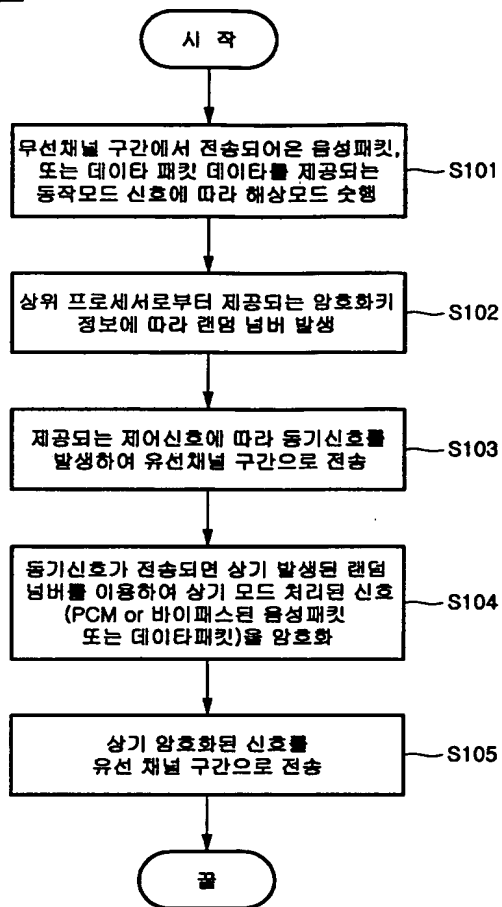 시 작
무선채널 구간에서 전송되어온 음성패킷,
또는 데이타 패킷 데이타를 제공되는
동작모드 신호에 따라 해상모드 숫행
S101
상위 프로세서로부터 제공되는 암호화키
정보에 따라 랜덤 넘버 발생
S102
제공되는 제어신호에 따라 동기신호를
발생하여 유선채널 구간으로 전송
S103
동기신호가 전송되면 상기 발생된 랜덤
넘버를 이용하여 상기 모드 처리된 신호
(PCM or 바이패스된 음성패킷
또는 데이타패킷)을 암호화
S104
상기 암호화된 신호를
유선 채널 구간으로 전송
S105
끝